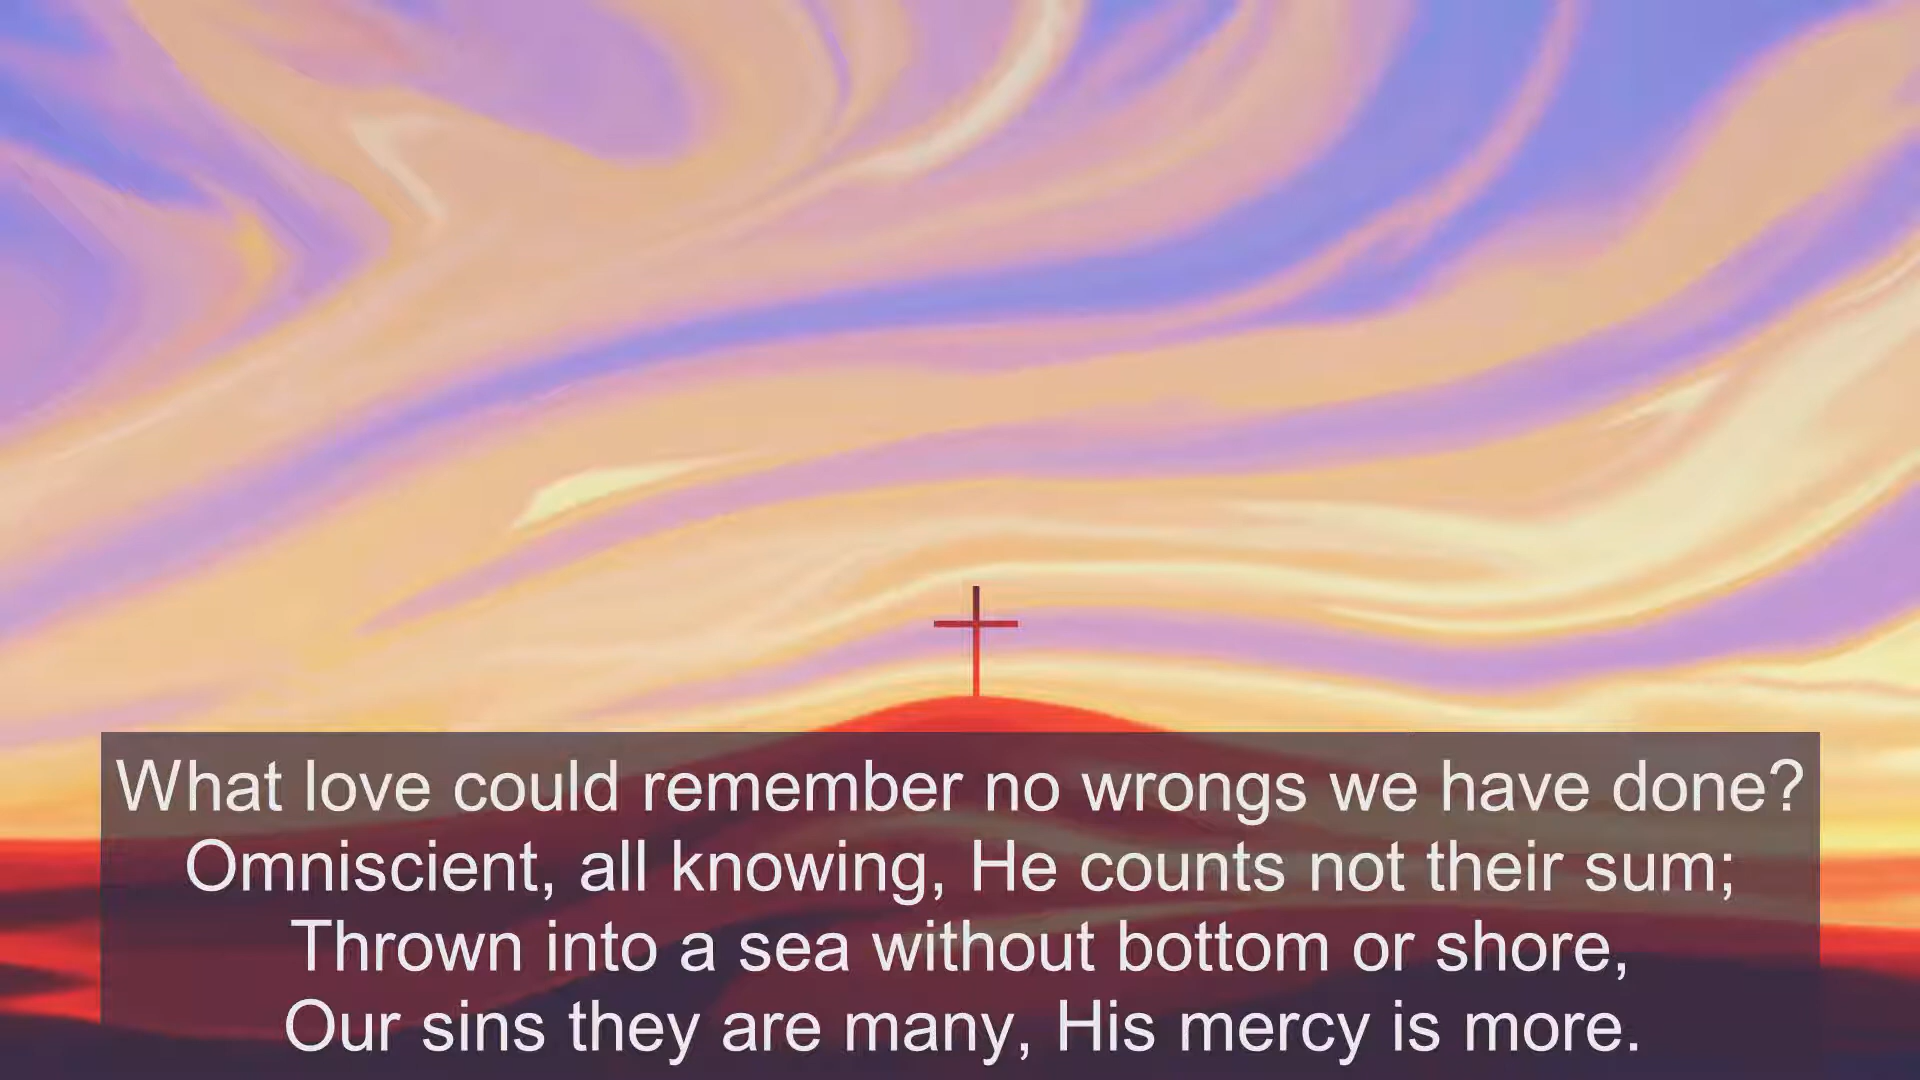 What love could remember no wrongs we have done?
Omniscient, all knowing, He counts not their sum;
Thrown into a sea without bottom or shore,
Our sins they are many, His mercy is more.